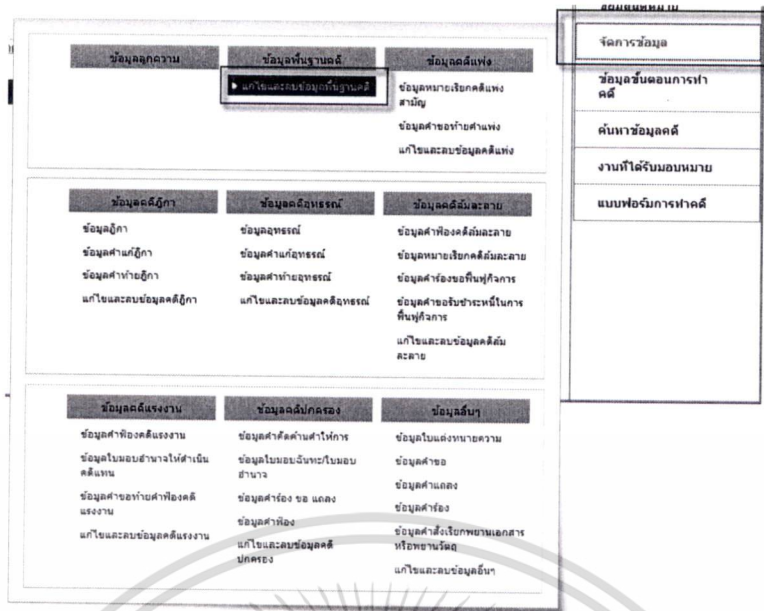 ข้อมูลลูกความ
ข้อมูลพื้นฐานคดี
แก้ไขและลบข้อมูลพื้นฐานคดี
ข้อมูลคดีแพ่ง
ข้อมูลหมายเรียกคดีแพ่ง
สามัญ
ข้อมูลคำขอท้ายคำแพ่ง
แก้ไขและลบข้อมูลคดีแพ่ง
ข้อมูลคดีฎีกา
ข้อมูลฎีกา
ข้อมูลคำแก้ฎีกา
ข้อมูลคำท้ายฎีกา
แก้ไขและลบข้อมูลคดีฎีกา
ข้อมูลคดีอุทธรณ์
ข้อมูลอุทธรณ์
ข้อมูลคำแก้อุทธรณ์
ข้อมูลคำท้ายอุทธรณ์
แก้ไขและลบข้อมูลคดีอุทธรณ์
ข้อมูลคดีล้มละลาย
ข้อมูลคำฟ้องคดีล้มละลาย
ข้อมูลหมายเรียกคดีล้มละลาย
ข้อมูลคำร้องขอฟื้นฟูกิจการ
ข้อมูลคำขอรับชำระหนี้ในการ
ฟื้นฟูกิจการ
แก้ไขและลบข้อมูลคดีล้ม
ละลาย
ข้อมูลคดีแรงงาน
ข้อมูลคำฟ้องคดีแรงงาน
ข้อมูลใบมอบอำนาจให้ดำเนิน
คดีแทน
ข้อมูลคำขอท้ายคำฟ้องคดี
แรงงาน
แก้ไขและลบข้อมูลคดีแรงงาน
ข้อมูลคดีปกครอง
ข้อมูลคำคัดค้านคำให้การ
ข้อมูลใบมอบฉันทะ/ใบมอบ
อำนาจ
ข้อมูลคำร้อง ขอ แถลง
ข้อมูลคำฟ้อง
แก้ไขและลบข้อมูลคดี
ปกครอง
ข้อมูลอื่นๆ
ข้อมูลใบแต่งทนายความ
ข้อมูลคำขอ
ข้อมูลคำแถลง
ข้อมูลคำร้อง
ข้อมูลคำสั่งเรียกพยานเอกสาร
หรือพยานวัตถุ
แก้ไขและลบข้อมูลอื่นๆ
จัดการข้อมูล
ข้อมูลขั้นตอนการทำ
คดี
ค้นหาข้อมูลคดี
งานที่ได้รับมอบหมาย
แบบฟอร์มการทำคดี